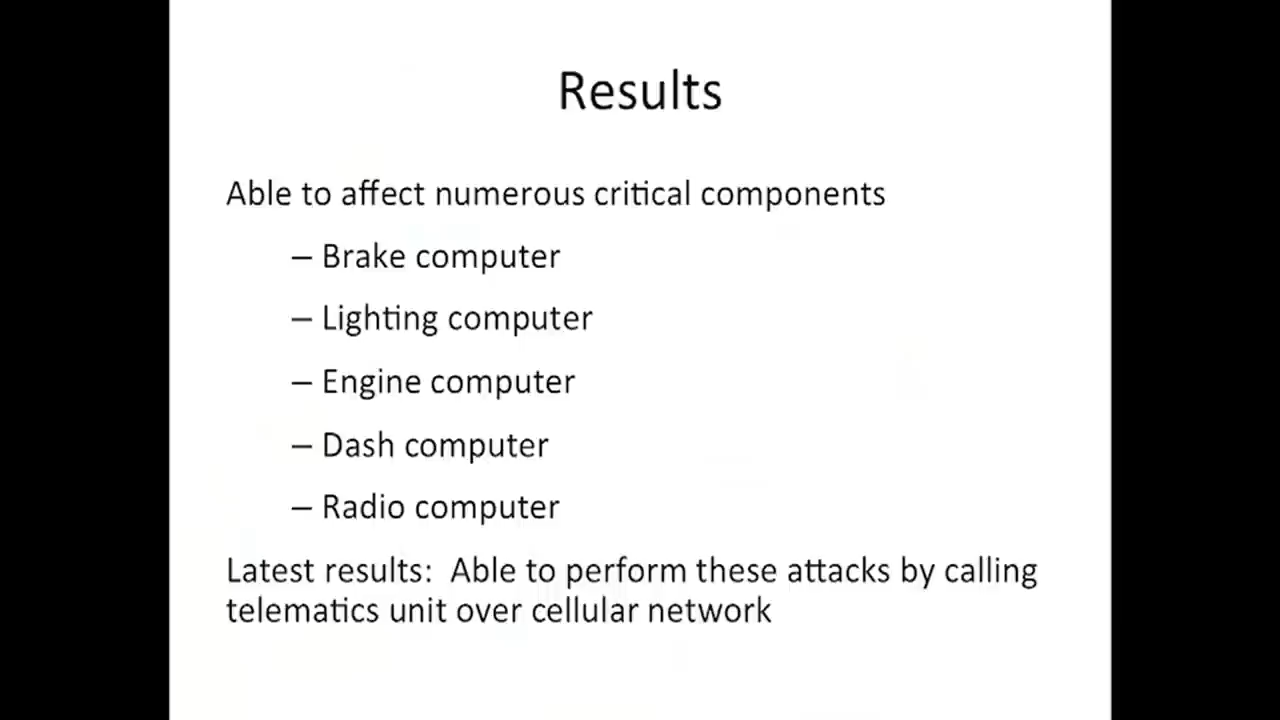 Results
Able to affect numerous critical components
– Brake computer
– Lighting computer
– Engine computer
– Dash computer
– Radio computer
Latest results:  Able to perform these attacks by calling
telematics unit over cellular network